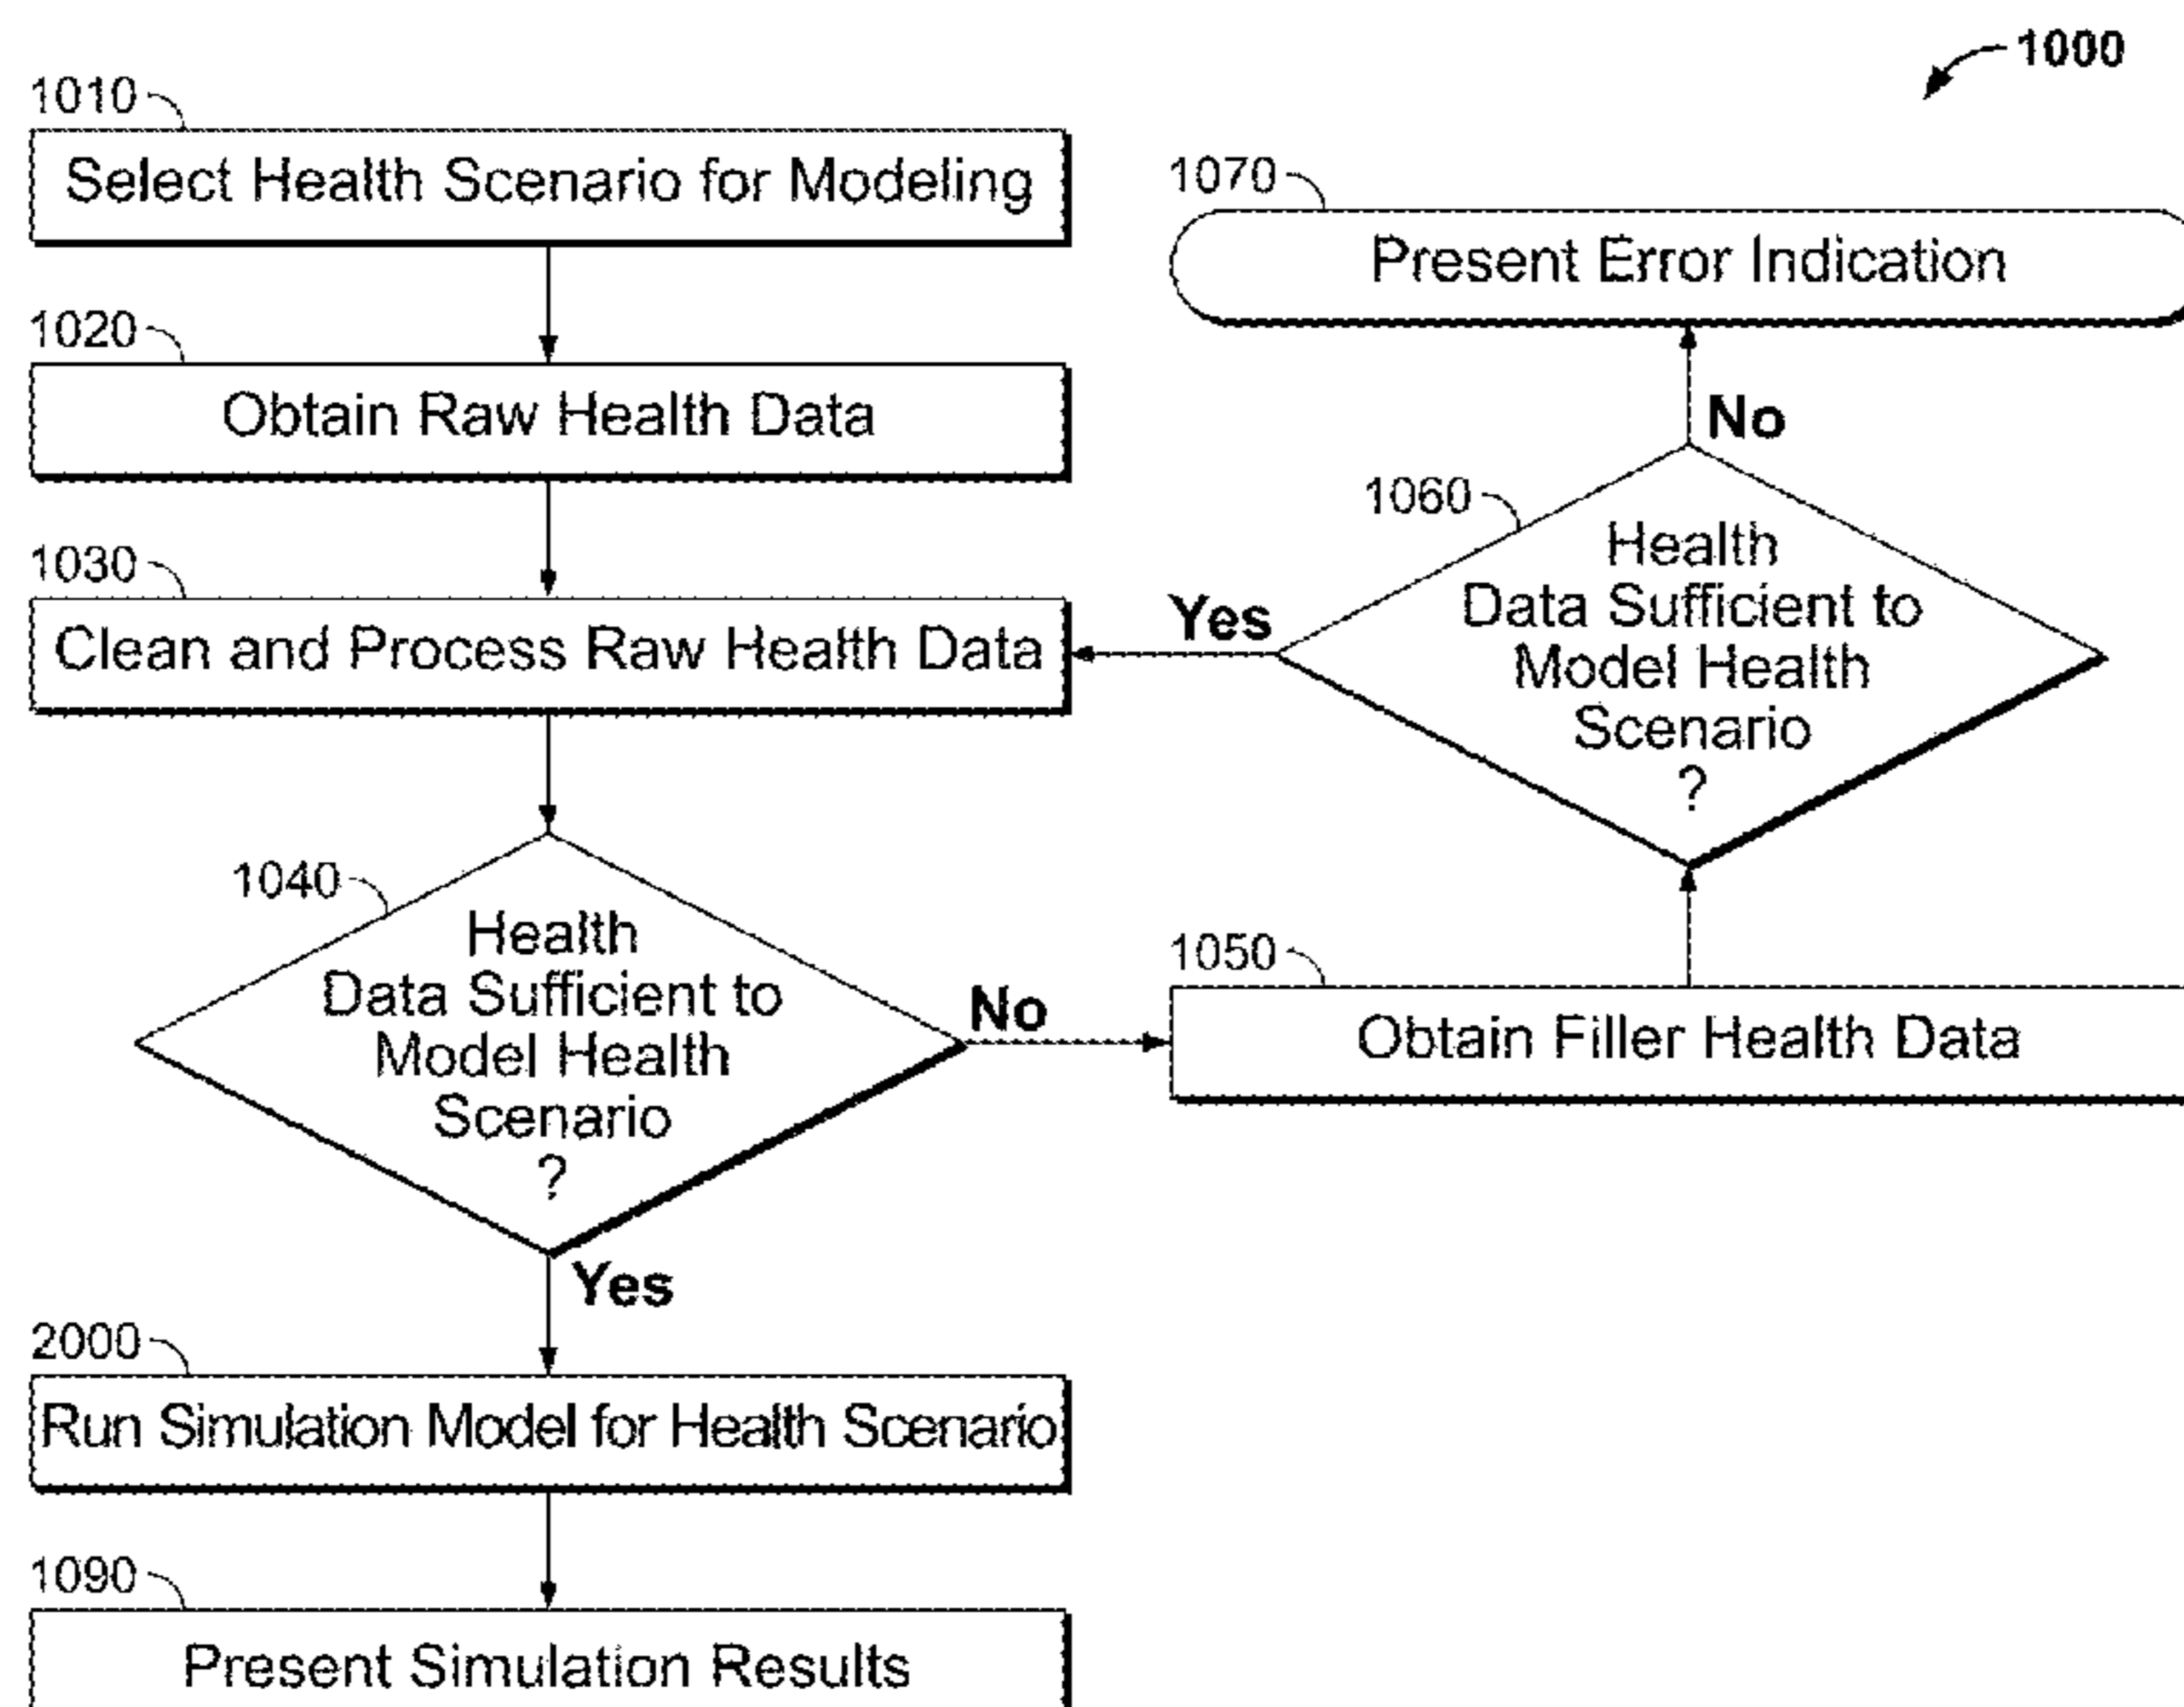 1000
1010
Select Health Scenario for Modeling
1020
Obtain Raw Health Data
1030
Clean and Process Raw Health Data
1040
Health
Data Sufficient to
Model Health
Scenario
?
No
Yes
1050
Obtain Filler Health Data
1060
Health
Data Sufficient to
Model Health
Scenario
?
Yes
No
1070
Present Error Indication
2000
Run Simulation Model for Health Scenario
1090
Present Simulation Results